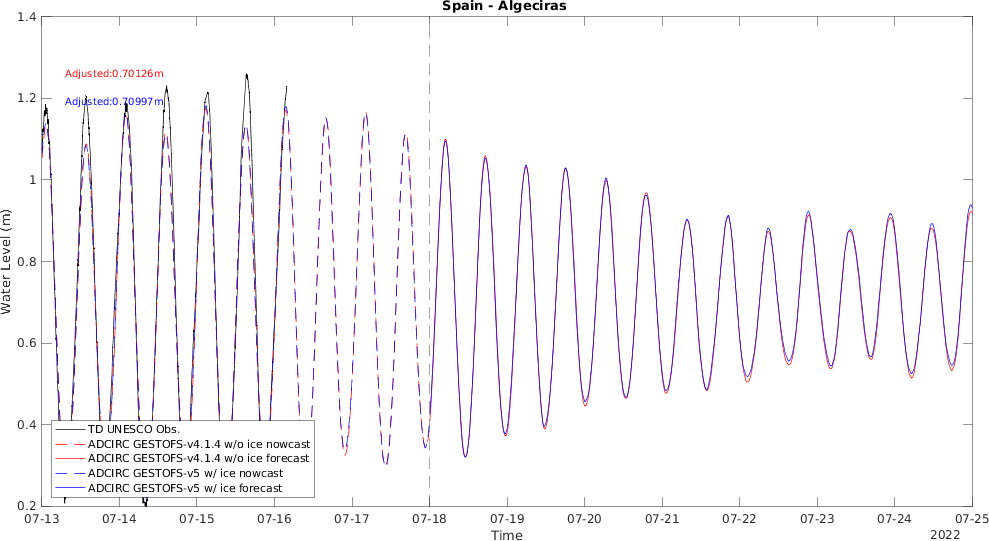 Spain - Algeciras
1.4
1.2
1
0.8
0.6
0.4
0.2
Water Level (m)
Adjusted:0.70126m
Adjusted:0.70997m
TD UNESCO Obs.
ADCIRC GESTOFS-v4.1.4 w/o ice nowcast
ADCIRC GESTOFS-v4.1.4 w/o ice forecast
ADCIRC GESTOFS-v5 w/ ice nowcast
ADCIRC GESTOFS-v5 w/ ice forecast
07-13 07-14 07-15 07-16 07-17 07-18 07-19 07-20 07-21 07-22 07-23 07-24 07-25
Time
2022